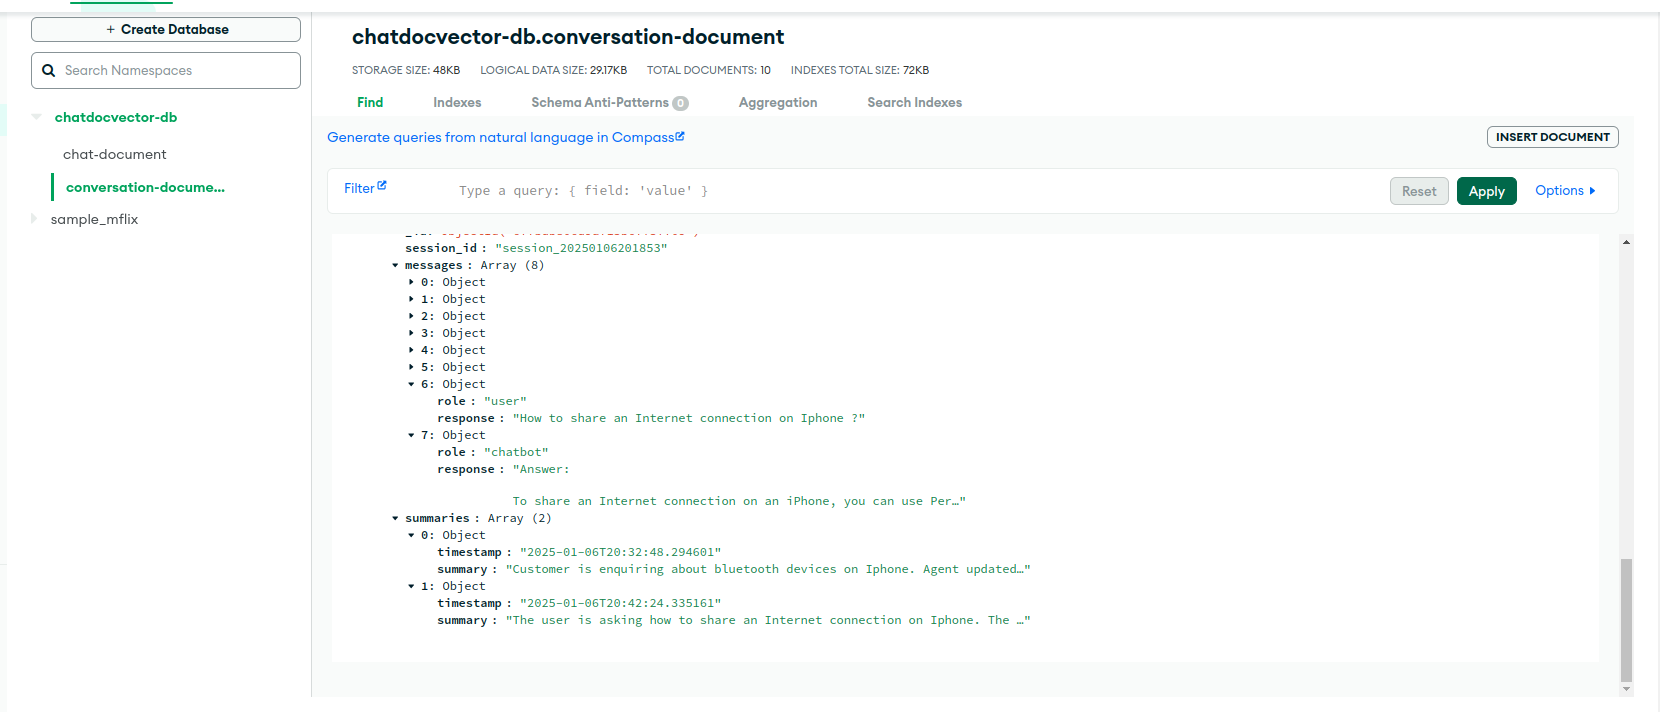 + Create Database
Search Namespaces
chatdocvector-db
chat-document
conversation-docume...
sample_mflix
chatdocvector-db.conversation-document
STORAGE SIZE: 48KB LOGICAL DATA SIZE: 29.17KB TOTAL DOCUMENTS: 10 INDEXES TOTAL SIZE: 72KB
Find Indexes Schema Anti-Patterns 0 Aggregation Search Indexes
Generate queries from natural language in Compass
INSERT DOCUMENT
Filter Type a query: { field: 'value' } Reset Apply Options
session_id : "session_20250106201853"
messages : Array (8)
0: Object
1: Object
2: Object
3: Object
4: Object
5: Object
6: Object
role : "user"
response : "How to share an Internet connection on Iphone ?"
7: Object
role : "chatbot"
response : "Answer:
To share an Internet connection on an iPhone, you can use Per…"
summaries : Array (2)
0: Object
timestamp : "2025-01-06T20:32:48.294601"
summary : "Customer is enquiring about bluetooth devices on Iphone. Agent updated…"
1: Object
timestamp : "2025-01-06T20:42:24.335161"
summary : "The user is asking how to share an Internet connection on Iphone. The …"